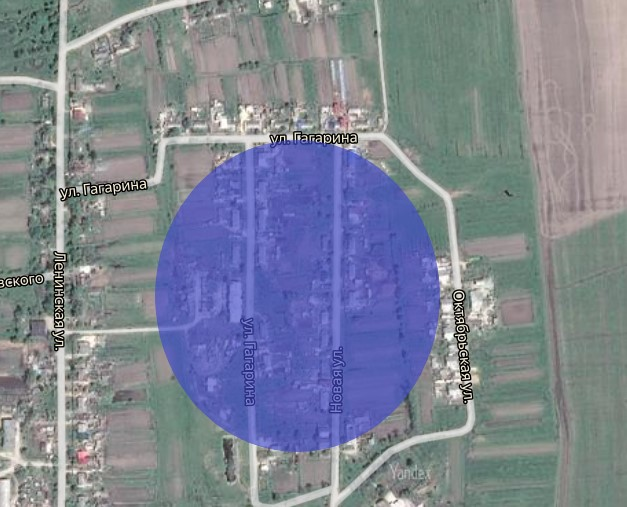 ул. Гагарина
ул. Гагарина
вского
Ленинская ул.
Октябрьская ул.
ул. Гагарина
Новая ул.
Yandex